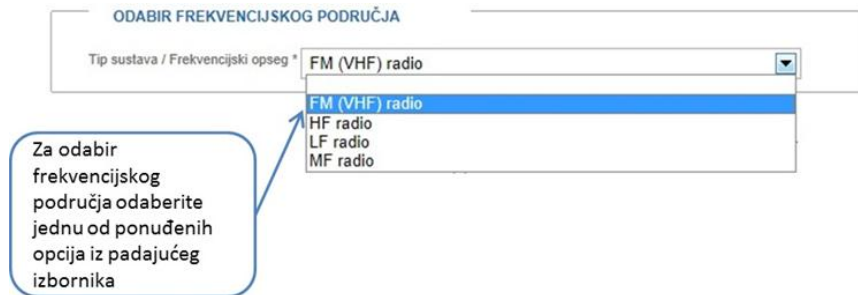 ODABIR FREKVENCIJSKOG PODRUČJA
Tip sustava / Frekvencijski opseg * FM (VHF) radio
FM (VHF) radio
HF radio
LF radio
MF radio
Za odabir
frekvencijskog
područja odaberite
jednu od ponuđenih
opcija iz padajućeg
izbornika